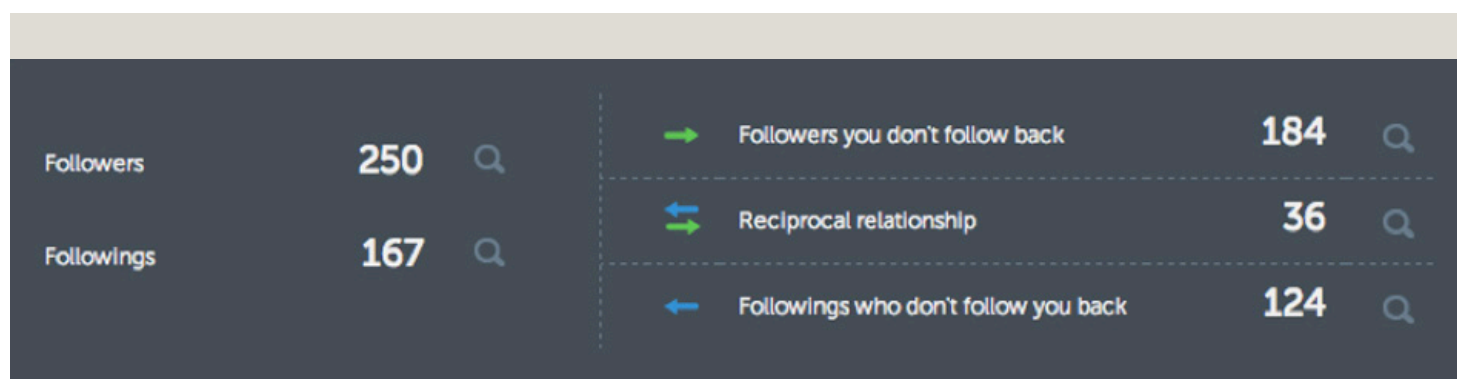 Followers 250
Followings 167
Followers you don't follow back 184
Reciprocal relationship 36
Followings who don't follow you back 124